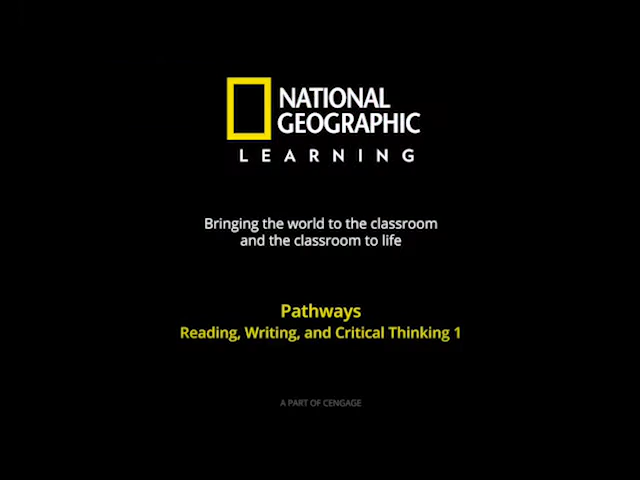 NATIONAL
GEOGRAPHIC
LEARNING
Bringing the world to the classroom
and the classroom to life
Pathways
Reading, Writing, and Critical Thinking 1
A PART OF CENGAGE